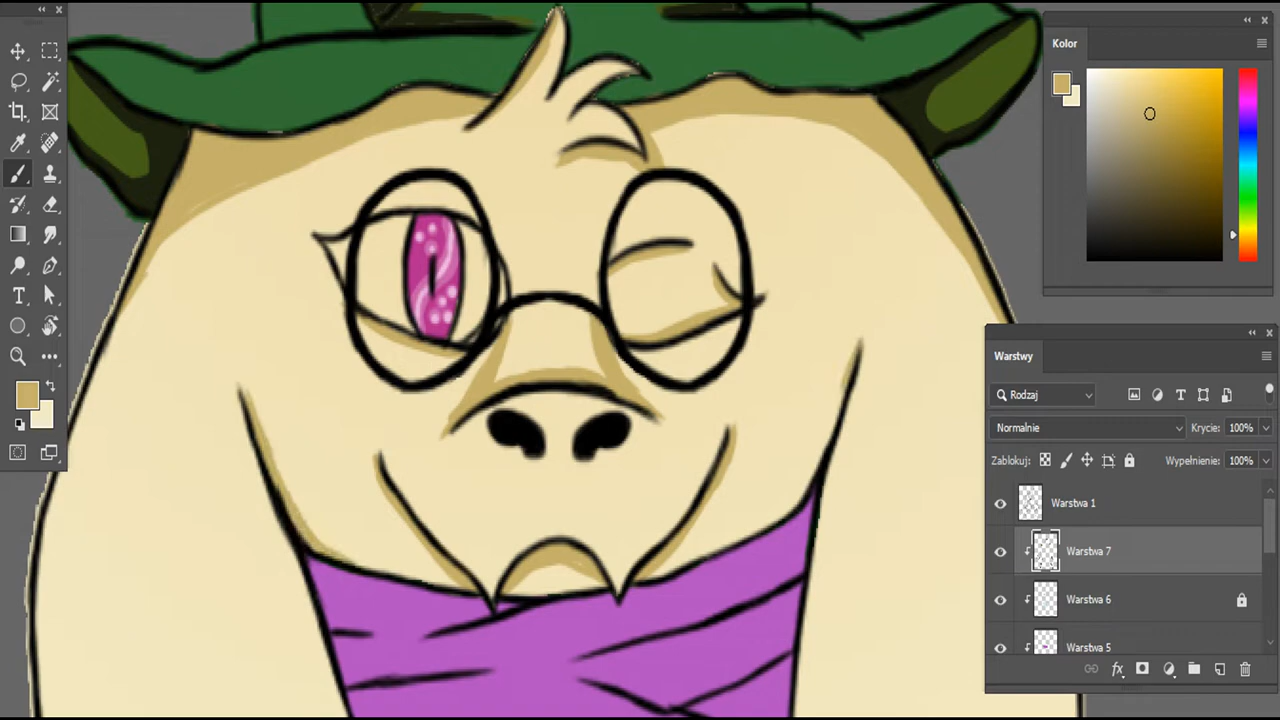 Kolor
Warstwy
Rodzaj
Normalnie Krycie: 100%
Zablokuj: Wypełnienie: 100%
Warstwa 1
Warstwa 7
Warstwa 6
Warstwa 5